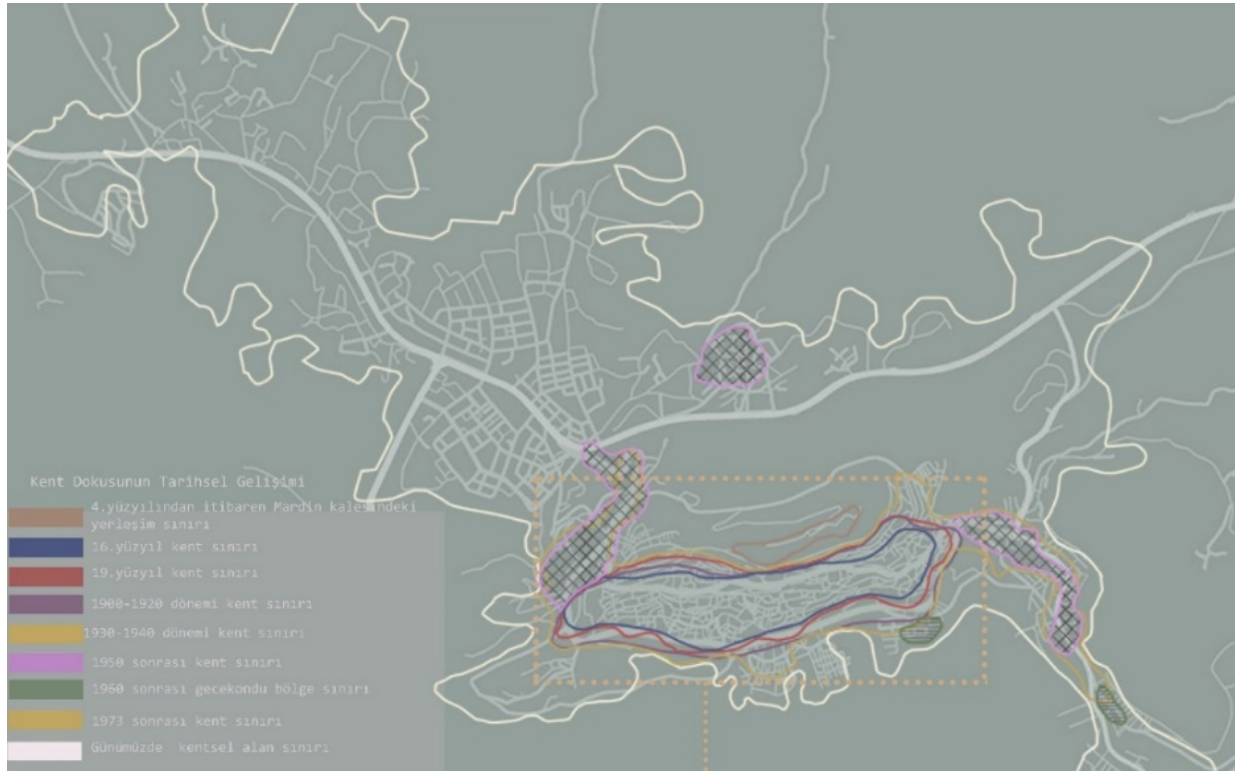 Kent Dokusunun Tarihsel Gelişimi
4.yüzyılından itibaren Mardin kalesindeki
yerleşim sınırı
16.yüzyıl kent sınırı
19.yüzyıl kent sınırı
1900-1920 dönemi kent sınırı
1930-1940 dönemi kent sınırı
1950 sonrası kent sınırı
1960 sonrası gecekondu bölge sınırı
1973 sonrası kent sınırı
Günümüzde kentsel alan sınırı